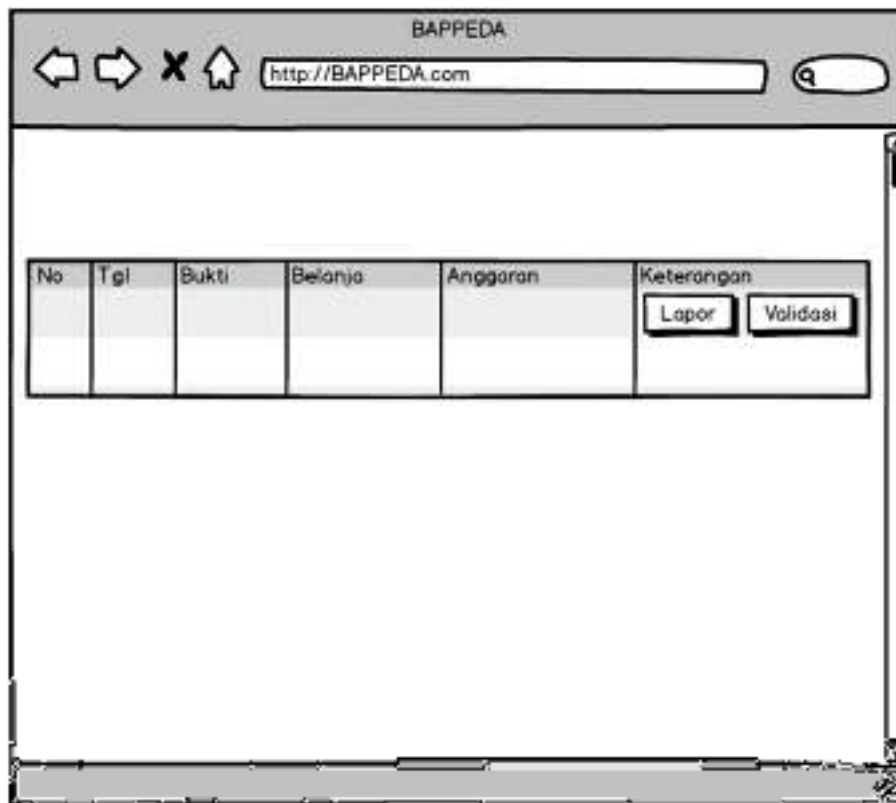 BAPPEDA
http://BAPPEDA.com
No Tgl Bukti Belanja Anggaran Keterangan
Lapor Validasi